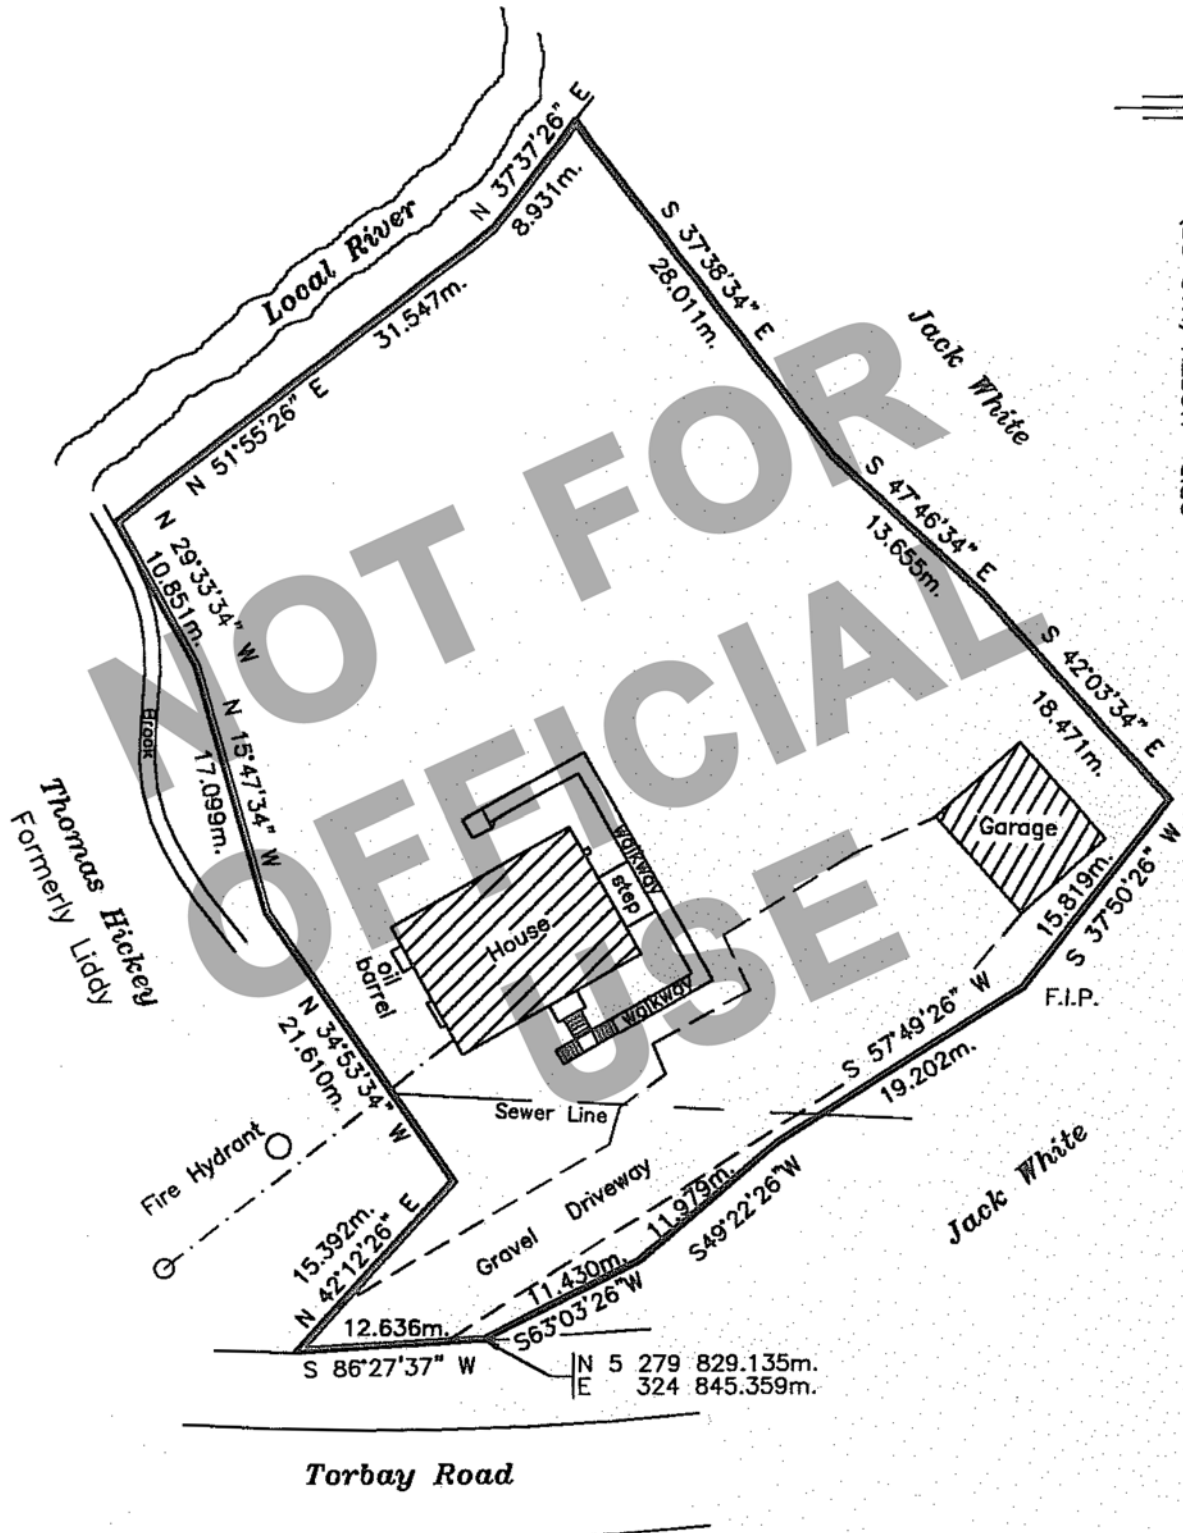 N 37°37'26" E
8.931m.
Local River
31.547m.
N 51°55'26" E
S 37°38'34" E
28.011m.
Jack White
S 47°46'34" E
13.655m.
S 42°03'34" E
18.471m.
N 29°33'34" W
10.851m.
N 15°47'34" W
17.099m.
Brook
Thomas Hickey
Formerly Liddy
NOT FOR
OFFICIAL
USE
walkway
step
House
oil
barrel
walkway
Garage
15.819m.
S 37°50'26" W
F.I.P.
S 57°49'26" W
19.202m.
N 34°53'34" W
21.610m.
Sewer Line
Fire Hydrant
Jack White
15.392m.
N 42°12'26" E
Gravel Driveway
11.979m.
S49°22'26"W
11.430m.
S63°03'26"W
12.636m.
S 86°27'37" W
N 5 279 829.135m.
E 324 845.359m.
Torbay Road